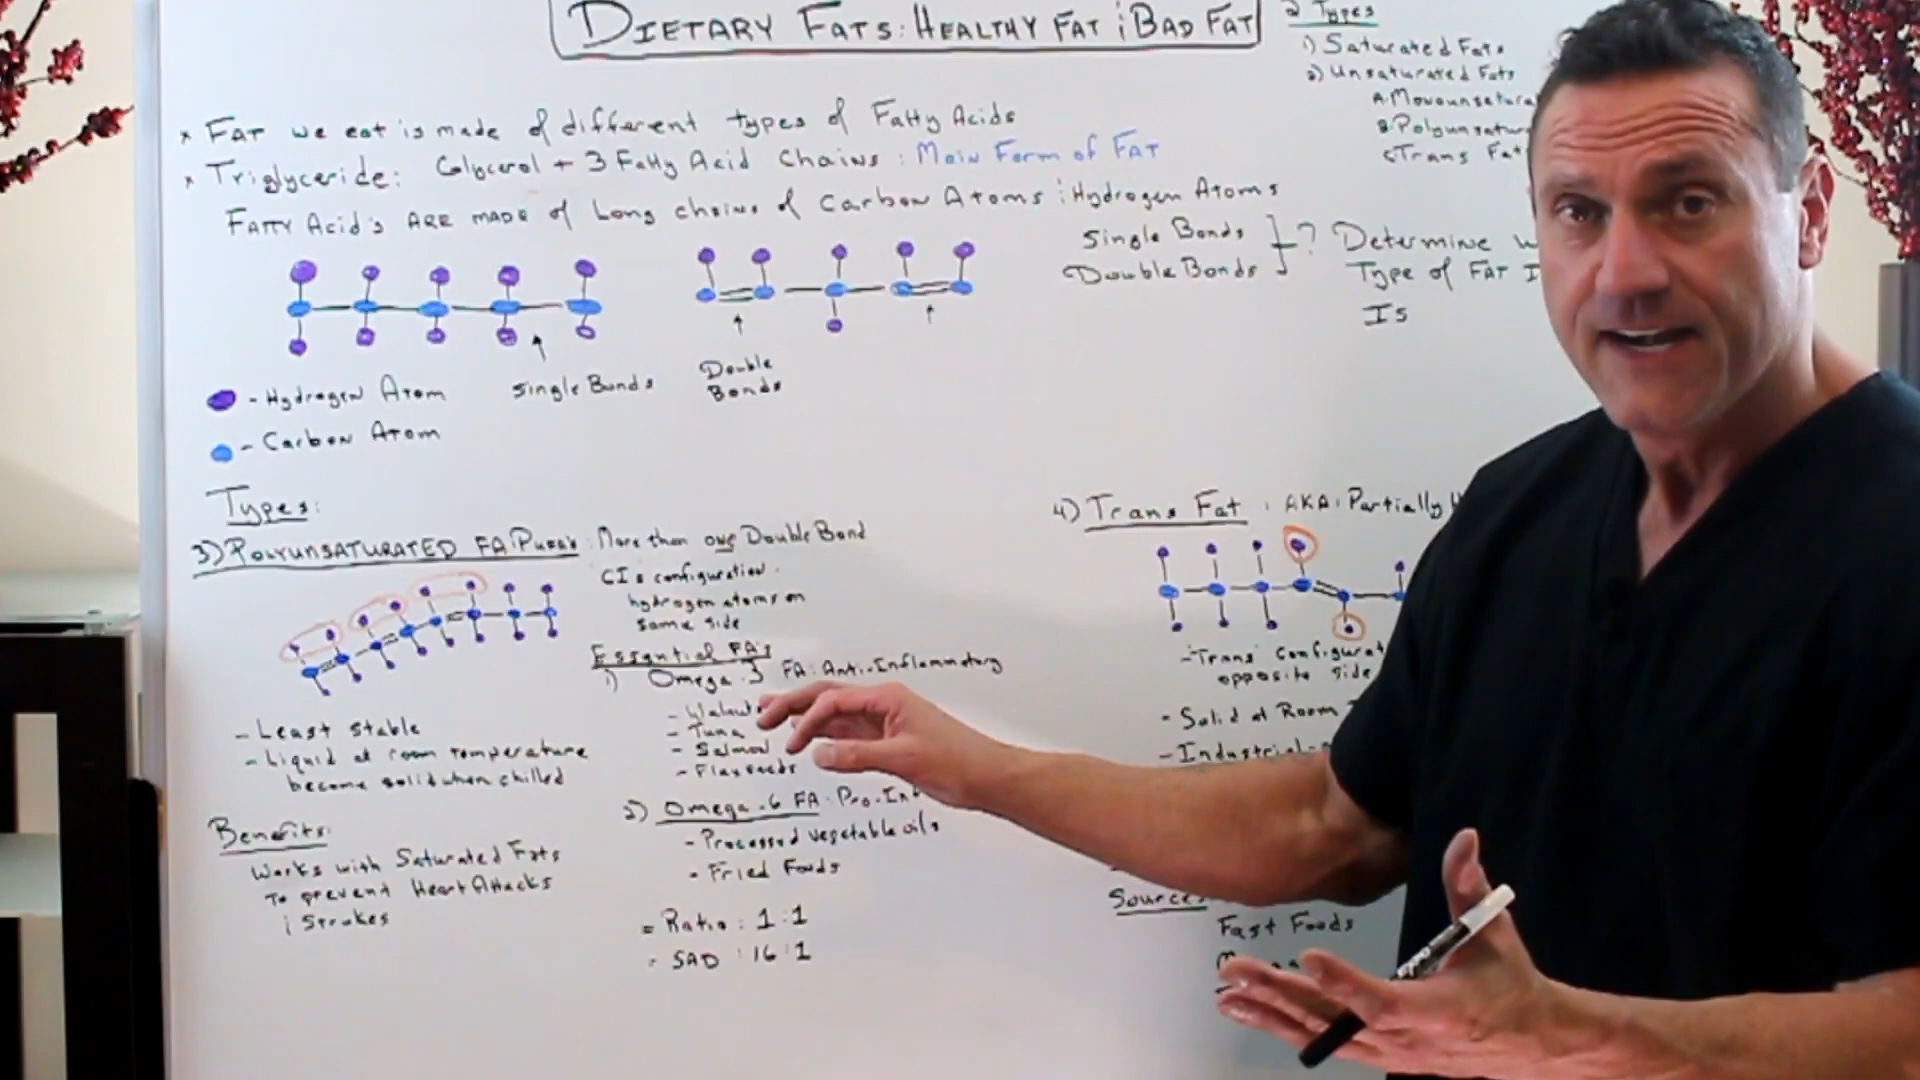 DIETARY FATS: HEALTHY FAT & BAD FAT
2 Types
1) Saturated Fats
2) Unsaturated Fats
A. Monounsatura
B. Polyunsatur
C Trans Fat
* FAT we eat is made of different types of Fatty Acids
* Triglyceride: Glycerol + 3 Fatty Acid Chains: Main Form of FAT
FATTY Acid's ARE MADE of Long chains of Carbon Atoms & Hydrogen Atoms
Single Bonds
Double Bonds
? Determine W
Type of FAT I
Is
- Hydrogen Atom
- Carbon Atom
Single Bonds
Double
Bonds
Types:
3) POLYUNSATURATED FA: PUFA's: More than one Double Bond
CIs configuration.
hydrogen atoms on
same side
- Least stable
- Liquid at room temperature
become solid when chilled
Benefits:
Works with Saturated Fats
To prevent Heart Attacks
& Strokes
Essential FA's
1) Omega-3 FA: Anti-Inflammatory
- Walnuts
- Tuna
- Salmon
- Flaxseeds
2) Omega-6 FA: Pro-Inf
- Processed vegetable oils
- Fried Foods
= Ratio: 1:1
= SAD: 16:1
4) Trans Fat: AKA: Partially H
- "Trans" Configurat
opposite side
- Solid at Room T
- Industrial-
Sources
Fast Foods